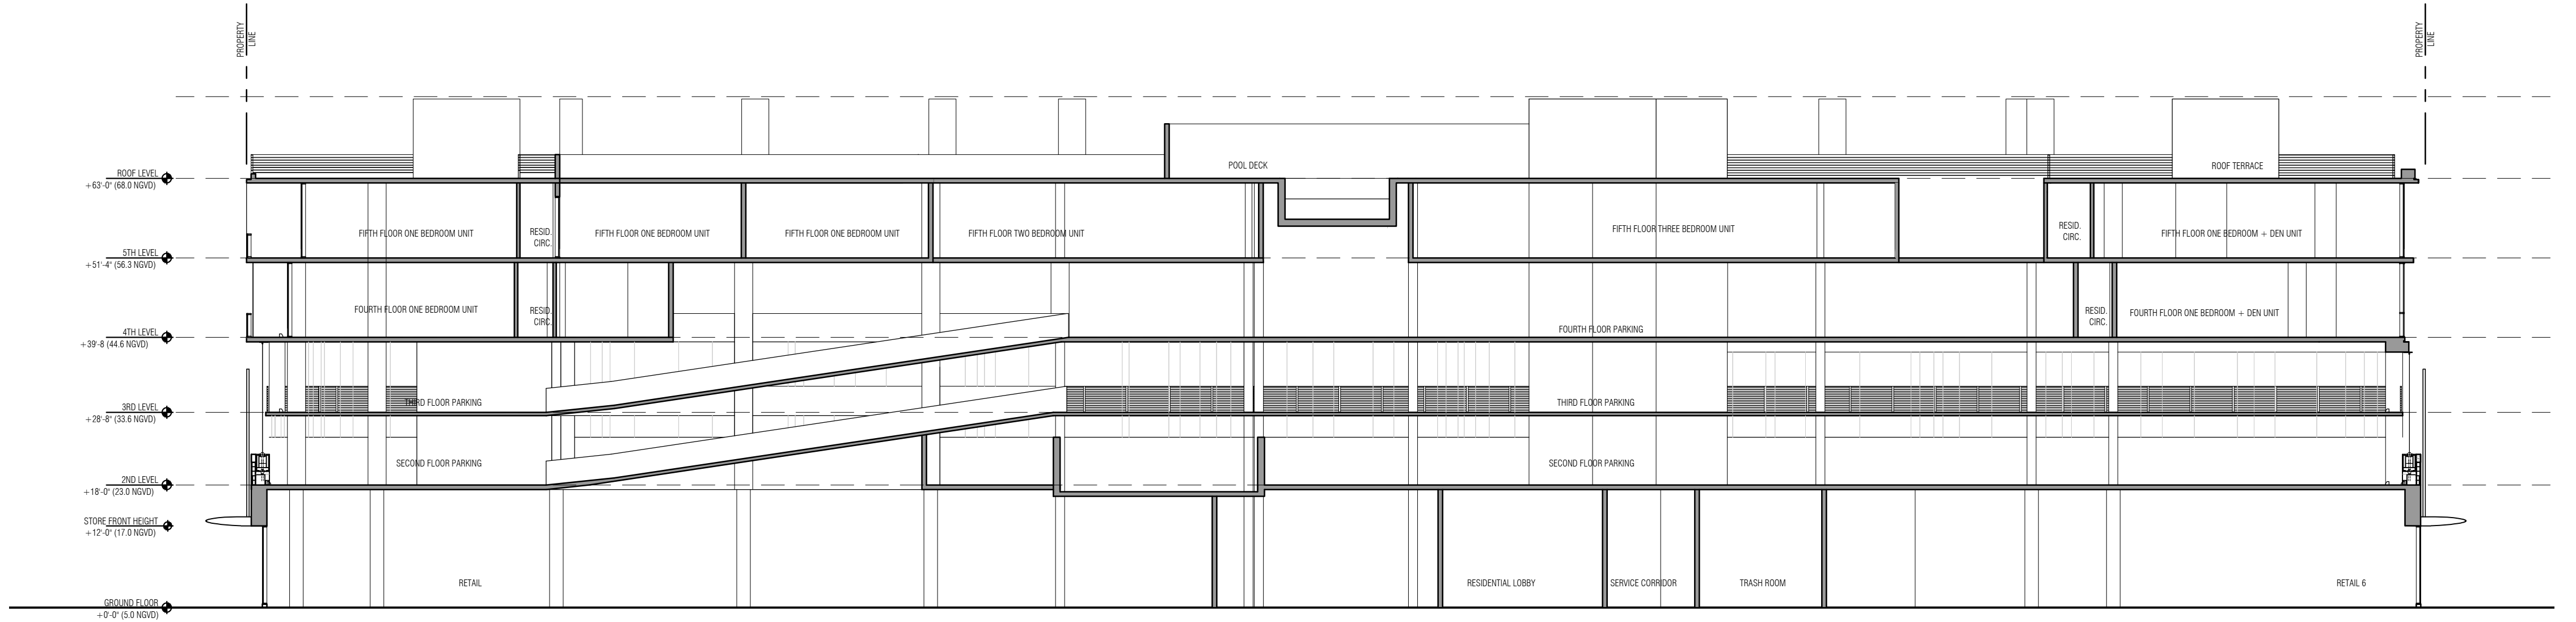 PROPERTY
LINE
PROPERTY
LINE
POOL DECK
ROOF TERRACE
ROOF LEVEL
+63'-0" (68.0 NGVD)
FIFTH FLOOR ONE BEDROOM UNIT
RESID.
CIRC.
FIFTH FLOOR ONE BEDROOM UNIT
FIFTH FLOOR ONE BEDROOM UNIT
FIFTH FLOOR TWO BEDROOM UNIT
FIFTH FLOOR THREE BEDROOM UNIT
RESID.
CIRC.
FIFTH FLOOR ONE BEDROOM + DEN UNIT
5TH LEVEL
+51'-4" (56.3 NGVD)
FOURTH FLOOR ONE BEDROOM UNIT
RESID.
CIRC.
FOURTH FLOOR PARKING
RESID.
CIRC.
FOURTH FLOOR ONE BEDROOM + DEN UNIT
4TH LEVEL
+39'-8 (44.6 NGVD)
THIRD FLOOR PARKING
THIRD FLOOR PARKING
3RD LEVEL
+28'-8" (33.6 NGVD)
SECOND FLOOR PARKING
SECOND FLOOR PARKING
2ND LEVEL
+18'-0" (23.0 NGVD)
STORE FRONT HEIGHT
+12'-0" (17.0 NGVD)
RETAIL
RESIDENTIAL LOBBY
SERVICE CORRIDOR
TRASH ROOM
RETAIL 6
GROUND FLOOR
+0'-0" (5.0 NGVD)